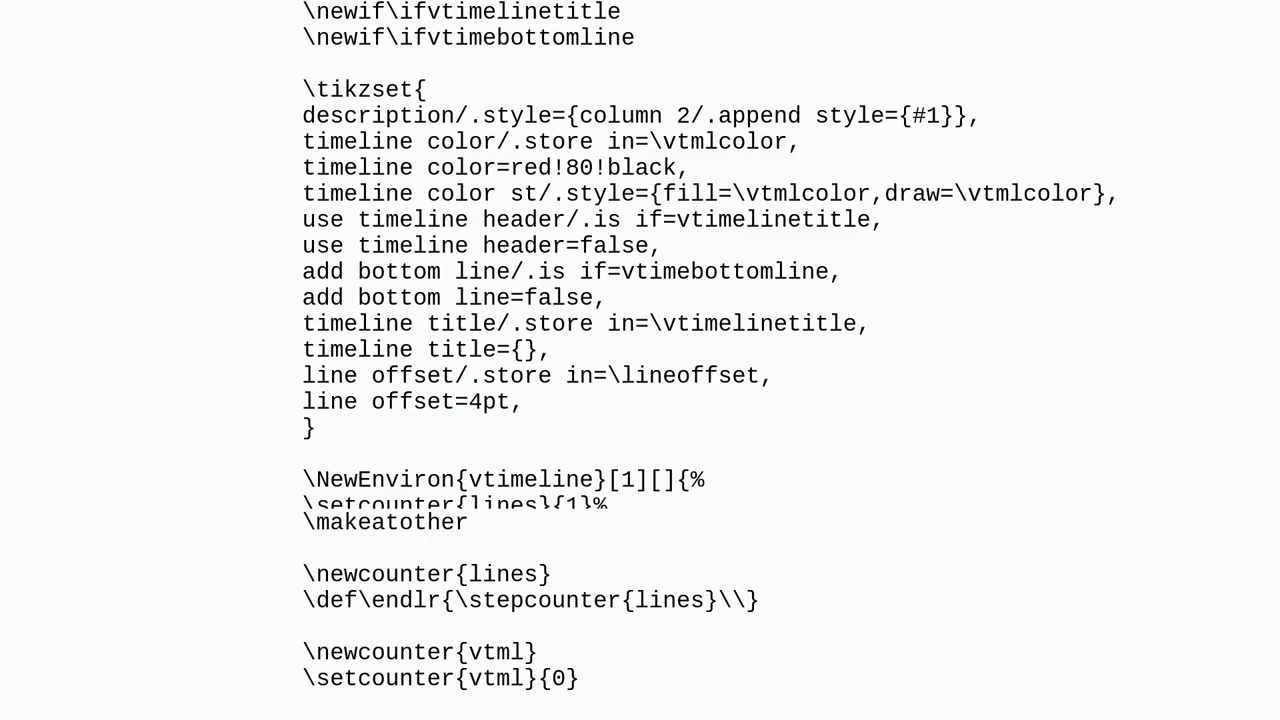 \newif\ifvtimelinetitle
\newif\ifvtimebottomline
\tikzset{
description/.style={column 2/.append style={#1}},
timeline color/.store in=\vtmlcolor,
timeline color=red!80!black,
timeline color st/.style={fill=\vtmlcolor,draw=\vtmlcolor},
use timeline header/.is if=vtimelinetitle,
use timeline header=false,
add bottom line/.is if=vtimebottomline,
add bottom line=false,
timeline title/.store in=\vtimelinetitle,
timeline title={},
line offset/.store in=\lineoffset,
line offset=4pt,
}
\NewEnviron{vtimeline}[1][]{%
\setcounter{lines}{1}%
\makeatother
\newcounter{lines}
\def\endlr{\stepcounter{lines}\\}
\newcounter{vtml}
\setcounter{vtml}{0}